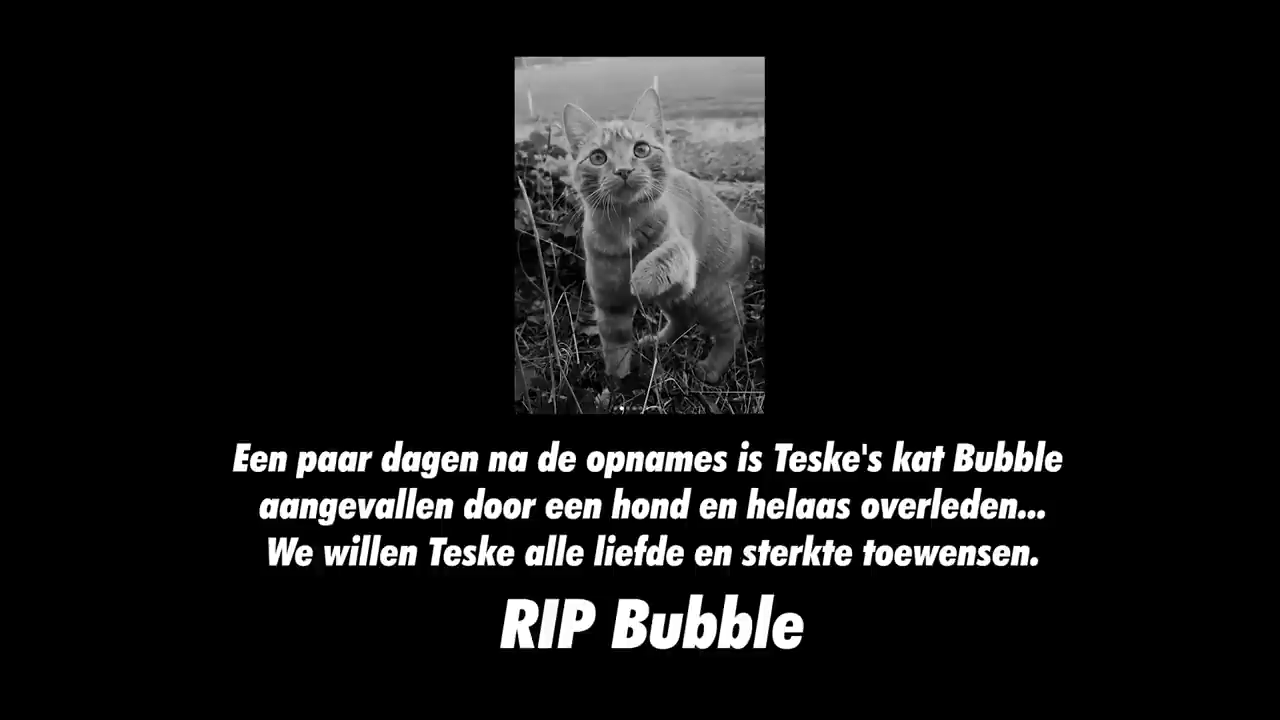 Een paar dagen na de opnames is Teske's kat Bubble
aangevallen door een hond en helaas overleden...
We willen Teske alle liefde en sterkte toewensen.
RIP Bubble